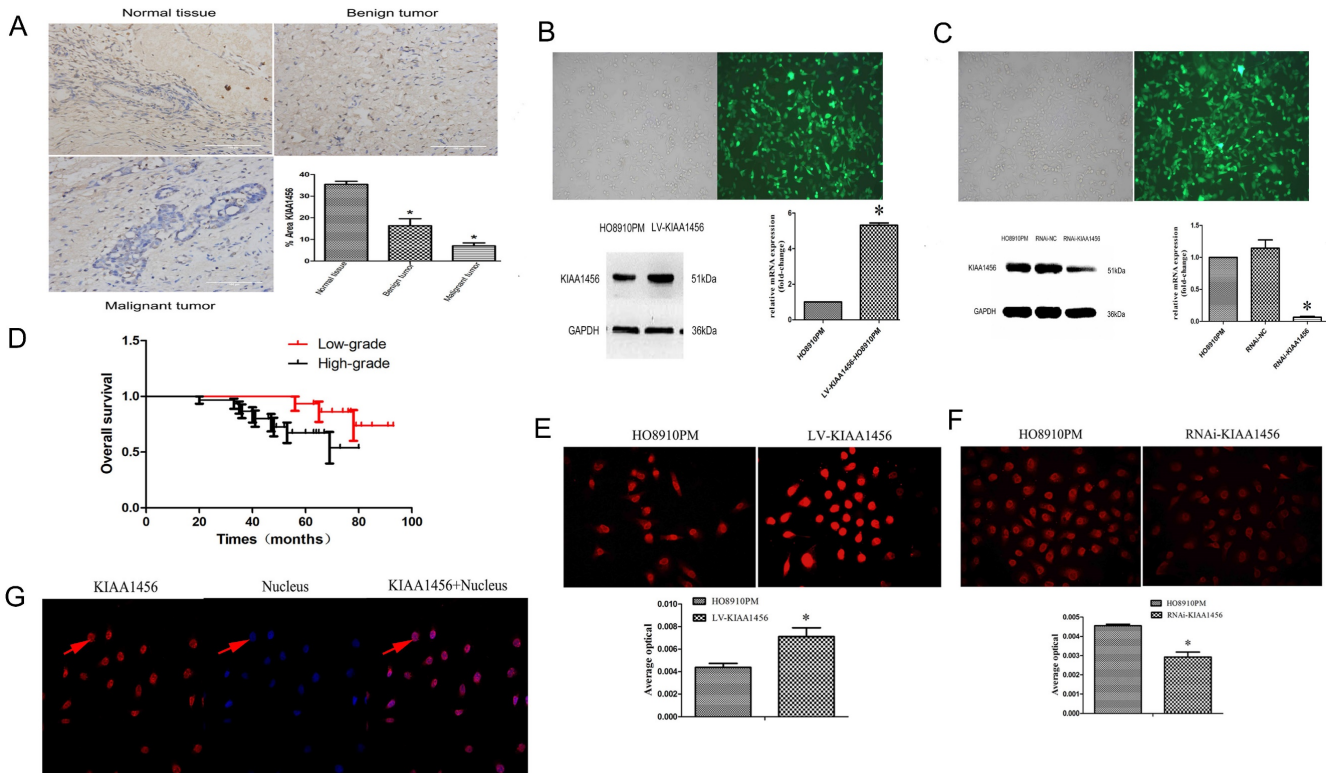 A
Normal tissue
Benign tumor
Malignant tumor
% Area KIAA1456
40
30
20
10
0
*
*
Normal tissue
Benign tumor
Malignant tumor
B
HO8910PM LV-KIAA1456
KIAA1456
51kDa
GAPDH
36kDa
relative mRNA expression
(fold-change)
6
4
2
0
*
HO8910PM
LV-KIAA1456-HO8910PM
C
HO8910PM RNAi-NC RNAi-KIAA1456
KIAA1456
51kDa
GAPDH
36kDa
relative mRNA expression
(fold-change)
1.5
1.0
0.5
0.0
*
HO8910PM
RNAi-NC
RNAi-KIAA1456
D
Low-grade
High-grade
Overall survival
1.5
1.0
0.5
0.0
0 20 40 60 80 100
Times (months)
E
HO8910PM
LV-KIAA1456
HO8910PM
LV-KIAA1456
Average optical
0.010
0.008
0.006
0.004
0.002
0.000
*
F
HO8910PM
RNAi-KIAA1456
HO8910PM
RNAi-KIAA1456
Average optical
0.005
0.004
0.003
0.002
0.001
0.000
*
G
KIAA1456
Nucleus
KIAA1456+Nucleus